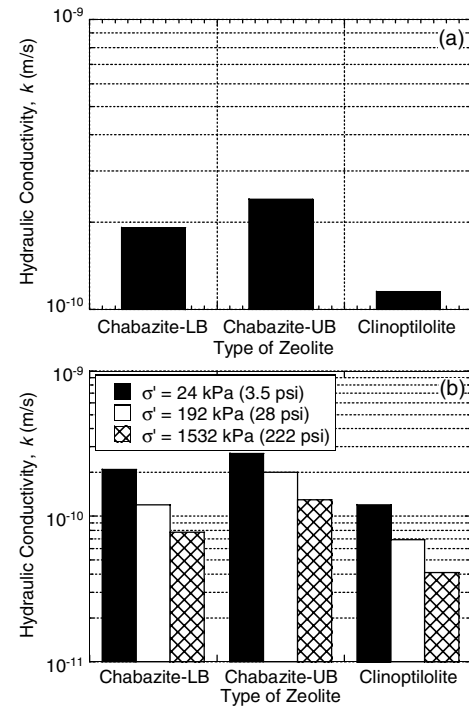 10⁻⁹
(a)
Hydraulic Conductivity, k (m/s)
10⁻¹⁰
Chabazite-LB Chabazite-UB Clinoptilolite
Type of Zeolite
10⁻⁹
(b)
σ' = 24 kPa (3.5 psi)
σ' = 192 kPa (28 psi)
σ' = 1532 kPa (222 psi)
Hydraulic Conductivity, k (m/s)
10⁻¹⁰
10⁻¹¹
Chabazite-LB Chabazite-UB Clinoptilolite
Type of Zeolite